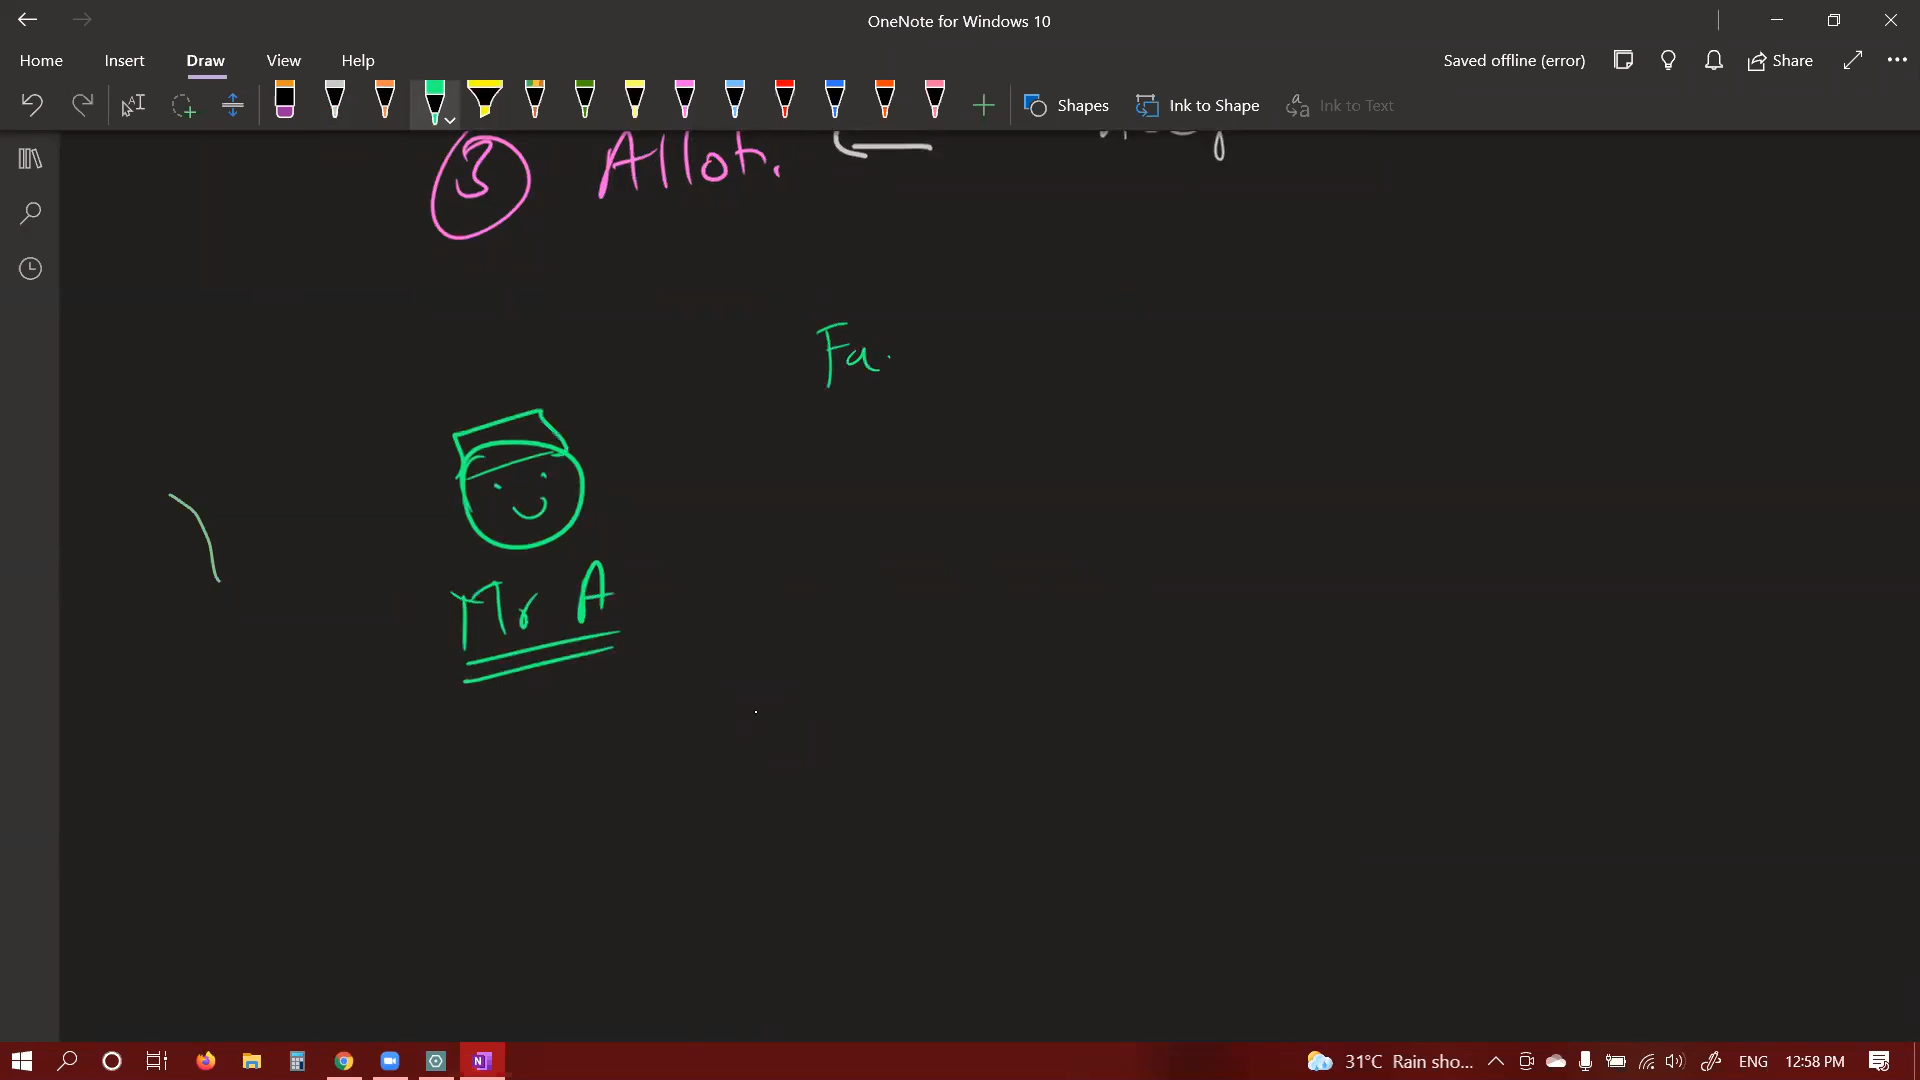 OneNote for Windows 10
Home Insert Draw View Help Saved offline (error) Share
Shapes Ink to Shape Ink to Text
3 Allot.
Fa.
Mr A
31°C Rain sho... ENG 12:58 PM